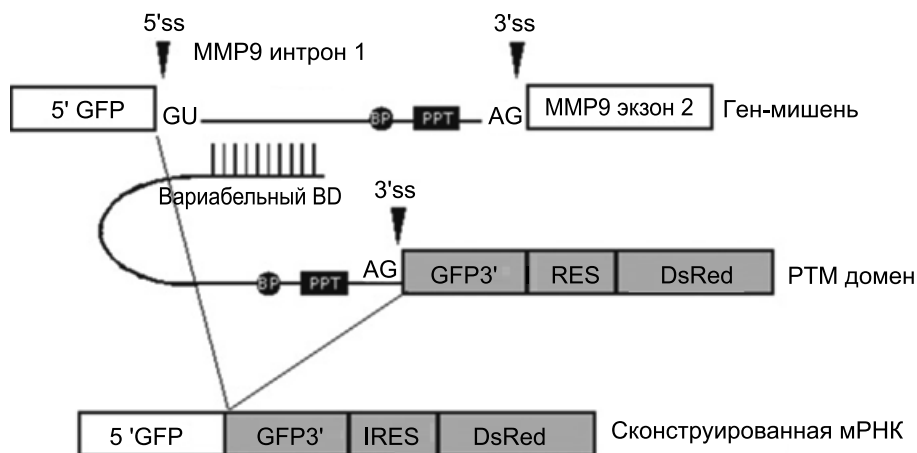 5'ss
MMP9 интрон 1
3'ss
5' GFP
GU
BP
PPT
AG
MMP9 экзон 2
Ген-мишень
Вариабельный BD
3'ss
BP
PPT
AG
GFP3'
RES
DsRed
РТМ домен
5 'GFP
GFP3'
IRES
DsRed
Сконструированная мРНК